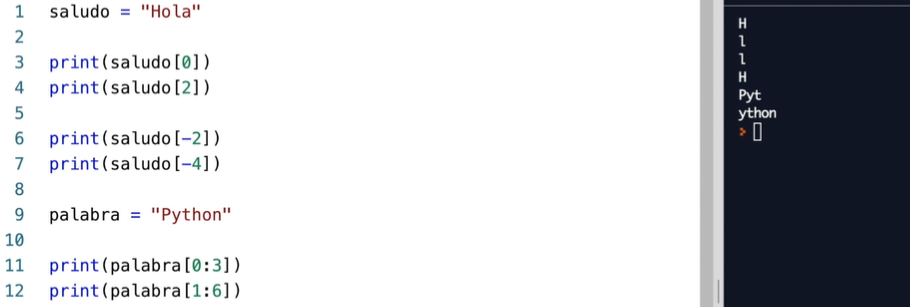 1 saludo = "Hola"
2
3 print(saludo[0])
4 print(saludo[2])
5
6 print(saludo[-2])
7 print(saludo[-4])
8
9 palabra = "Python"
10
11 print(palabra[0:3])
12 print(palabra[1:6])
H
l
l
H
Pyt
ython
>